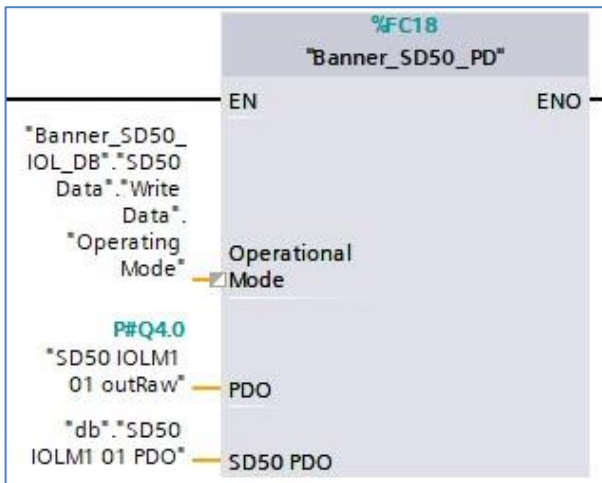 %FC18
"Banner_SD50_PD"
EN ENO
"Banner_SD50_
IOL_DB"."SD50
Data"."Write
Data".
"Operating
Mode"
Operational
Mode
P#Q4.0
"SD50 IOLM1
01 outRaw"
PDO
"db"."SD50
IOLM1 01 PDO"
SD50 PDO